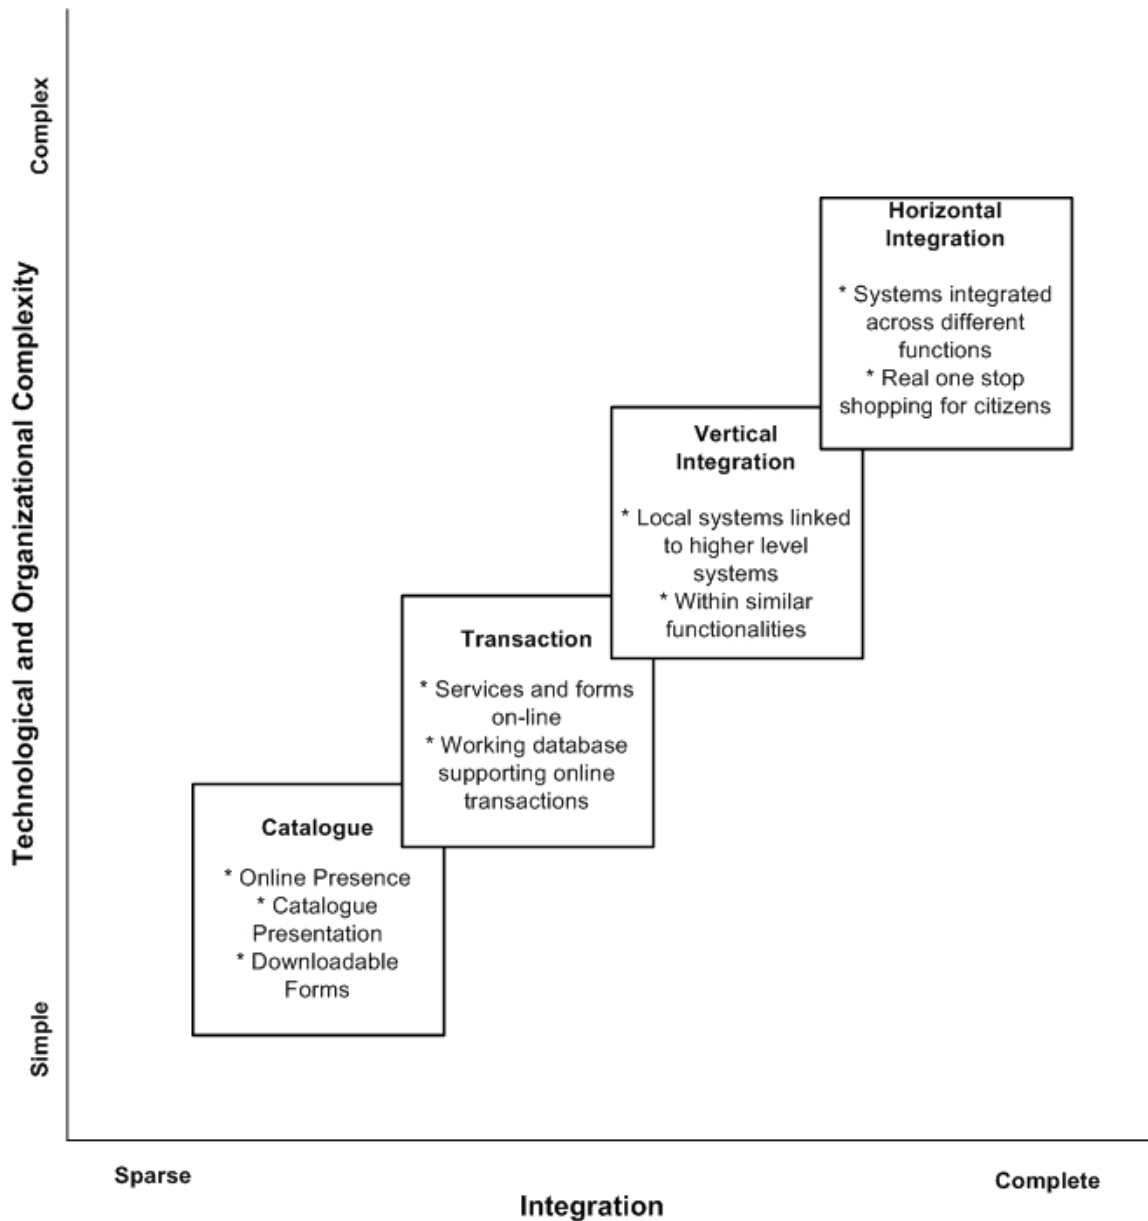 Complex
Technological and Organizational Complexity
Simple
Horizontal
Integration
* Systems integrated
across different
functions
* Real one stop
shopping for citizens
Vertical
Integration
* Local systems linked
to higher level
systems
* Within similar
functionalities
Transaction
* Services and forms
on-line
* Working database
supporting online
transactions
Catalogue
* Online Presence
* Catalogue
Presentation
* Downloadable
Forms
Sparse
Complete
Integration